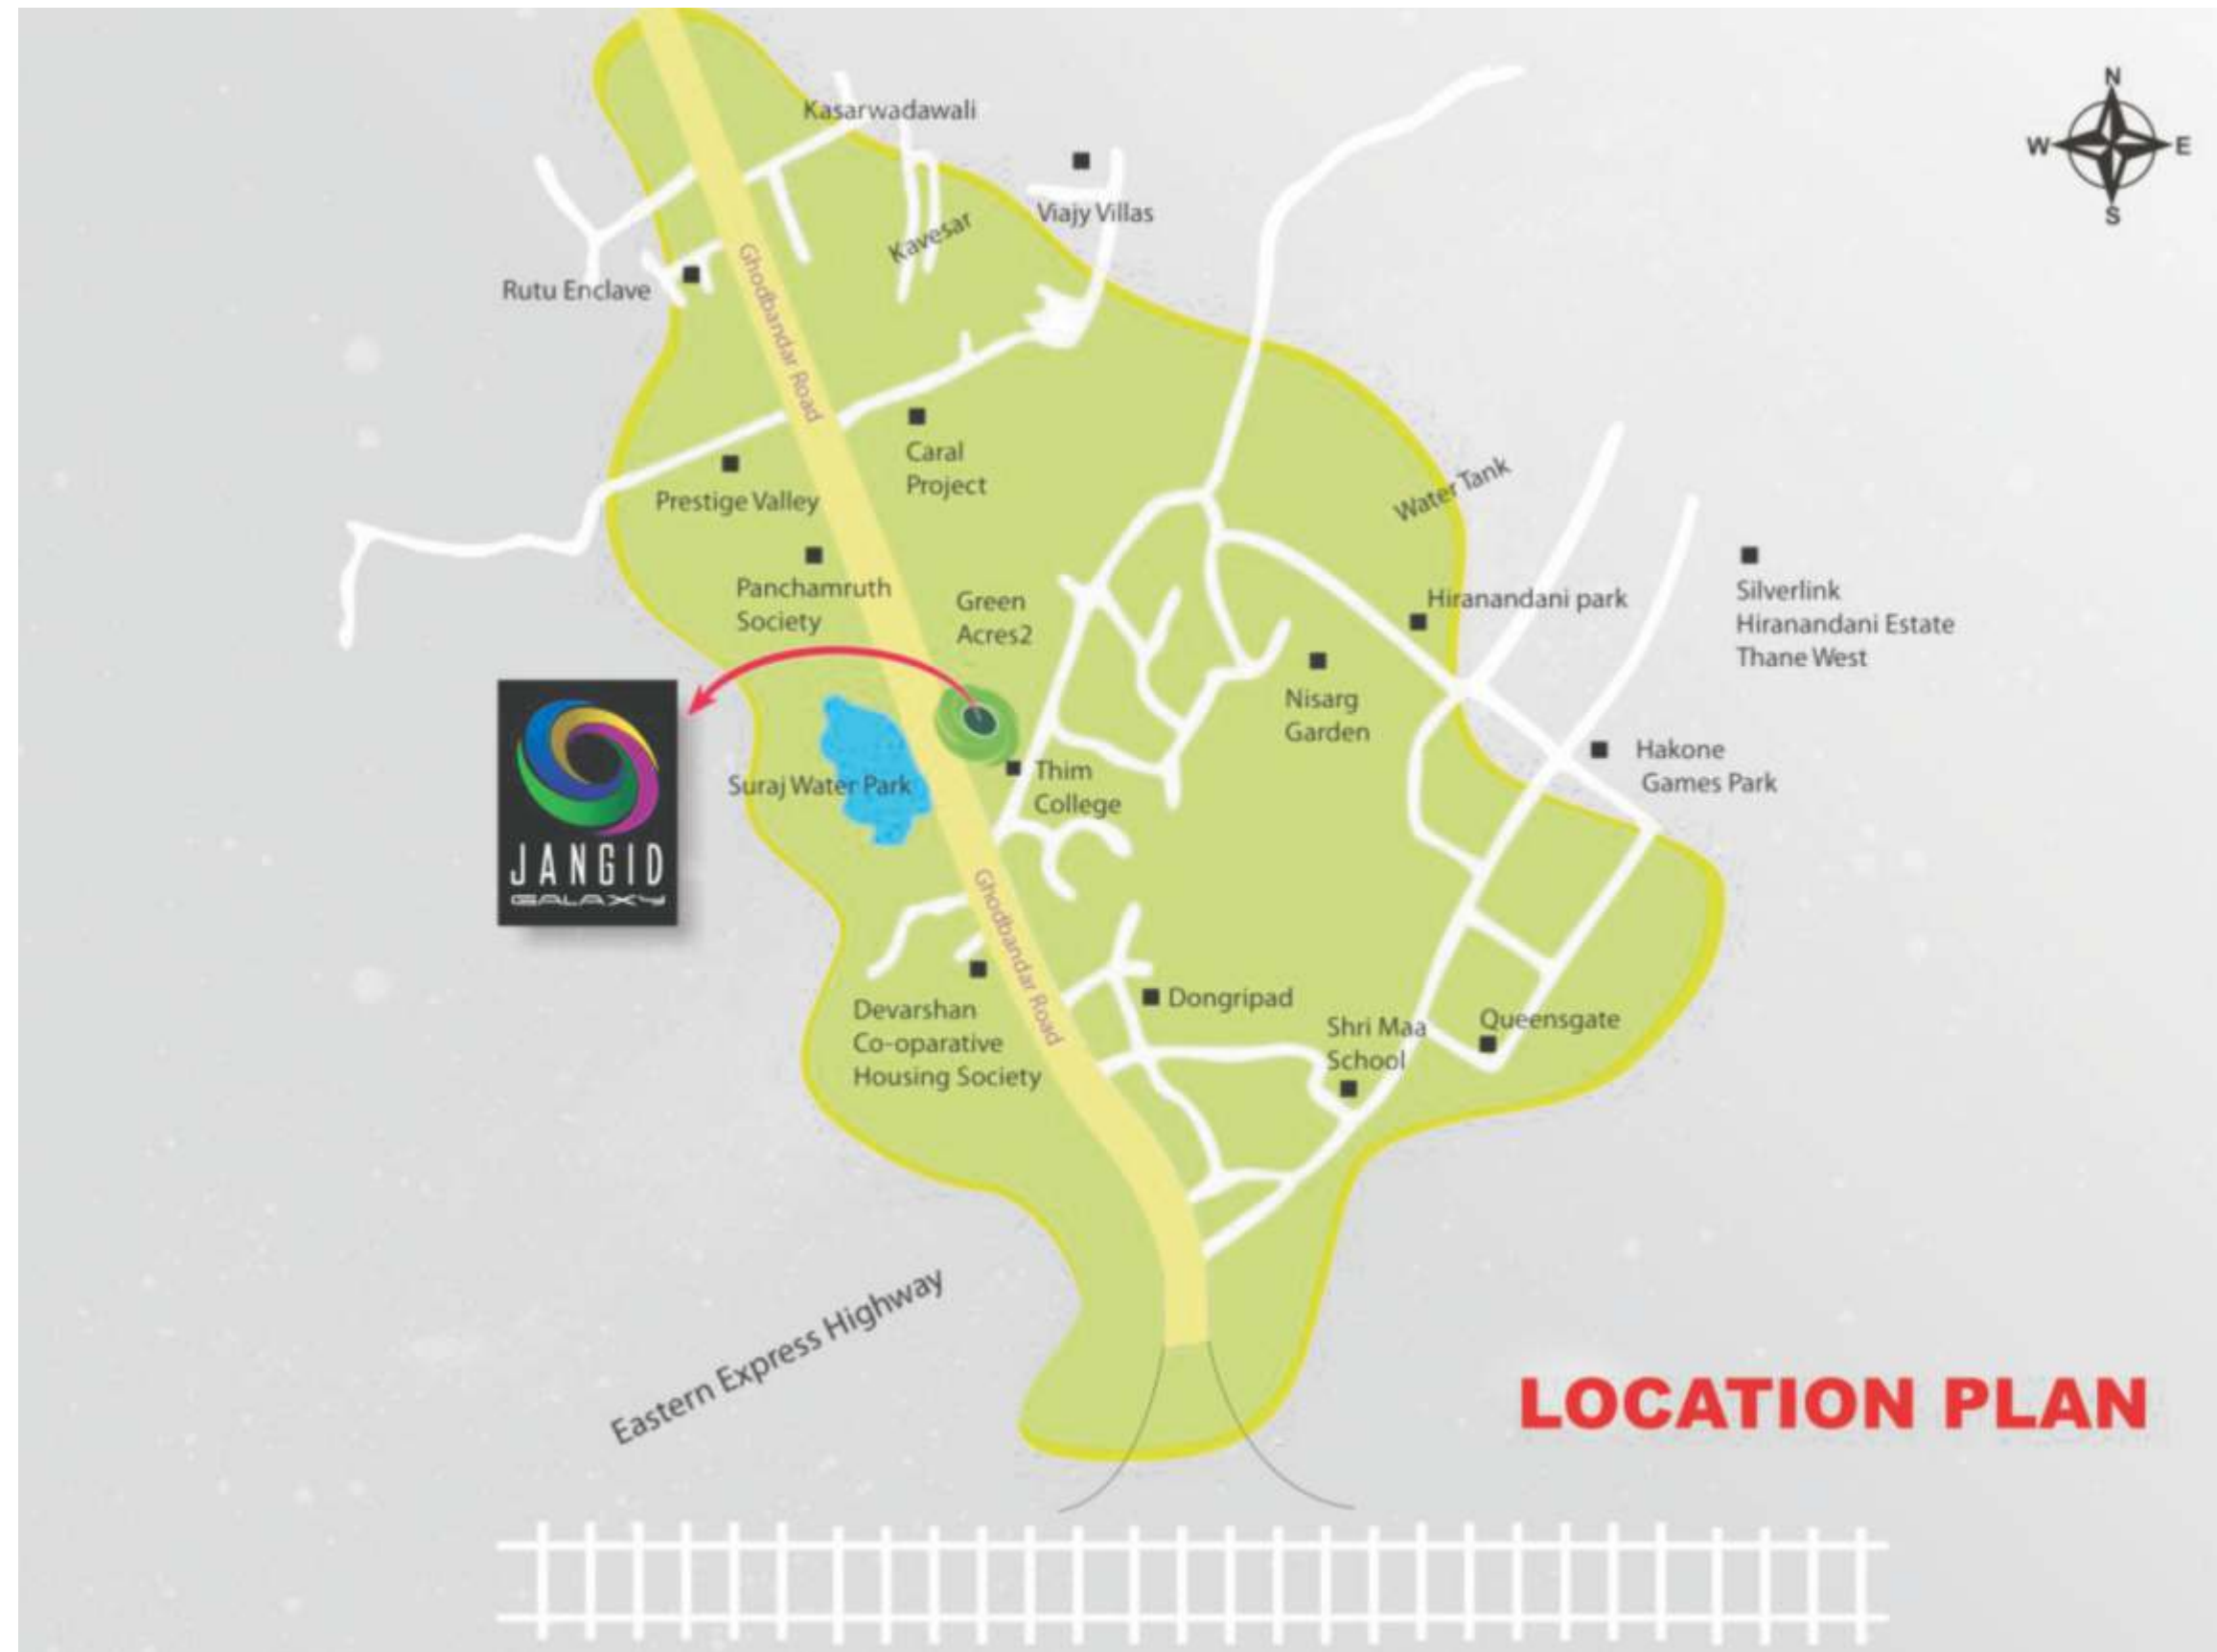 N
W
E
S
Kasarwadawali
Viajy Villas
Kavesar
Rutu Enclave
Ghodbandar Road
Caral
Project
Prestige Valley
Water Tank
Panchamruth
Society
Green
Acres2
Hiranandani park
Silverlink
Hiranandani Estate
Thane West
Nisarg
Garden
Hakone
Games Park
Suraj Water Park
Thim
College
JANGID
GALAXY
Ghodbandar Road
Devarshan
Co-oparative
Housing Society
Dongripad
Shri Maa
School
Queensgate
Eastern Express Highway
LOCATION PLAN